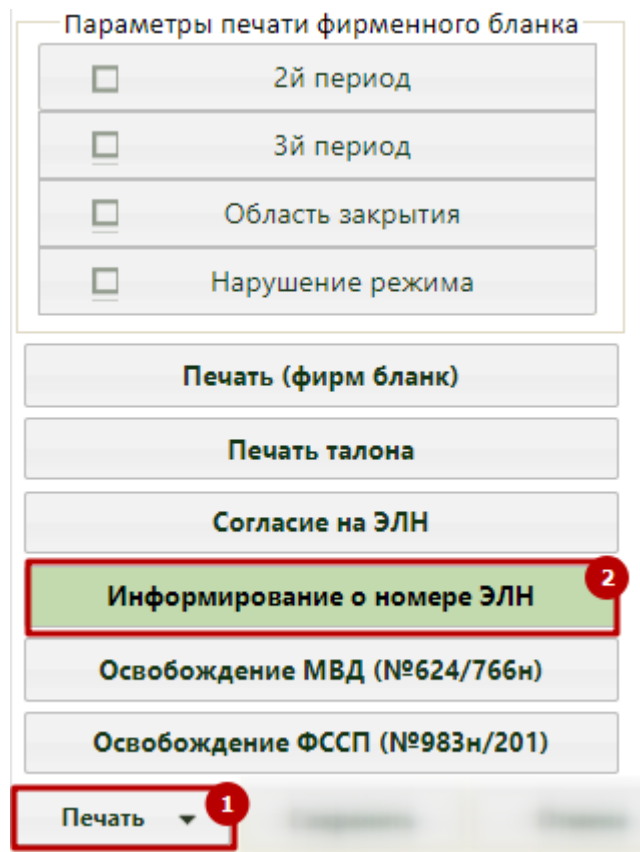 Параметры печати фирменного бланка
2й период
3й период
Область закрытия
Нарушение режима
Печать (фирм бланк)
Печать талона
Согласие на ЭЛН
2
Информирование о номере ЭЛН
Освобождение МВД (№624/766н)
Освобождение ФССП (№983н/201)
Печать
1